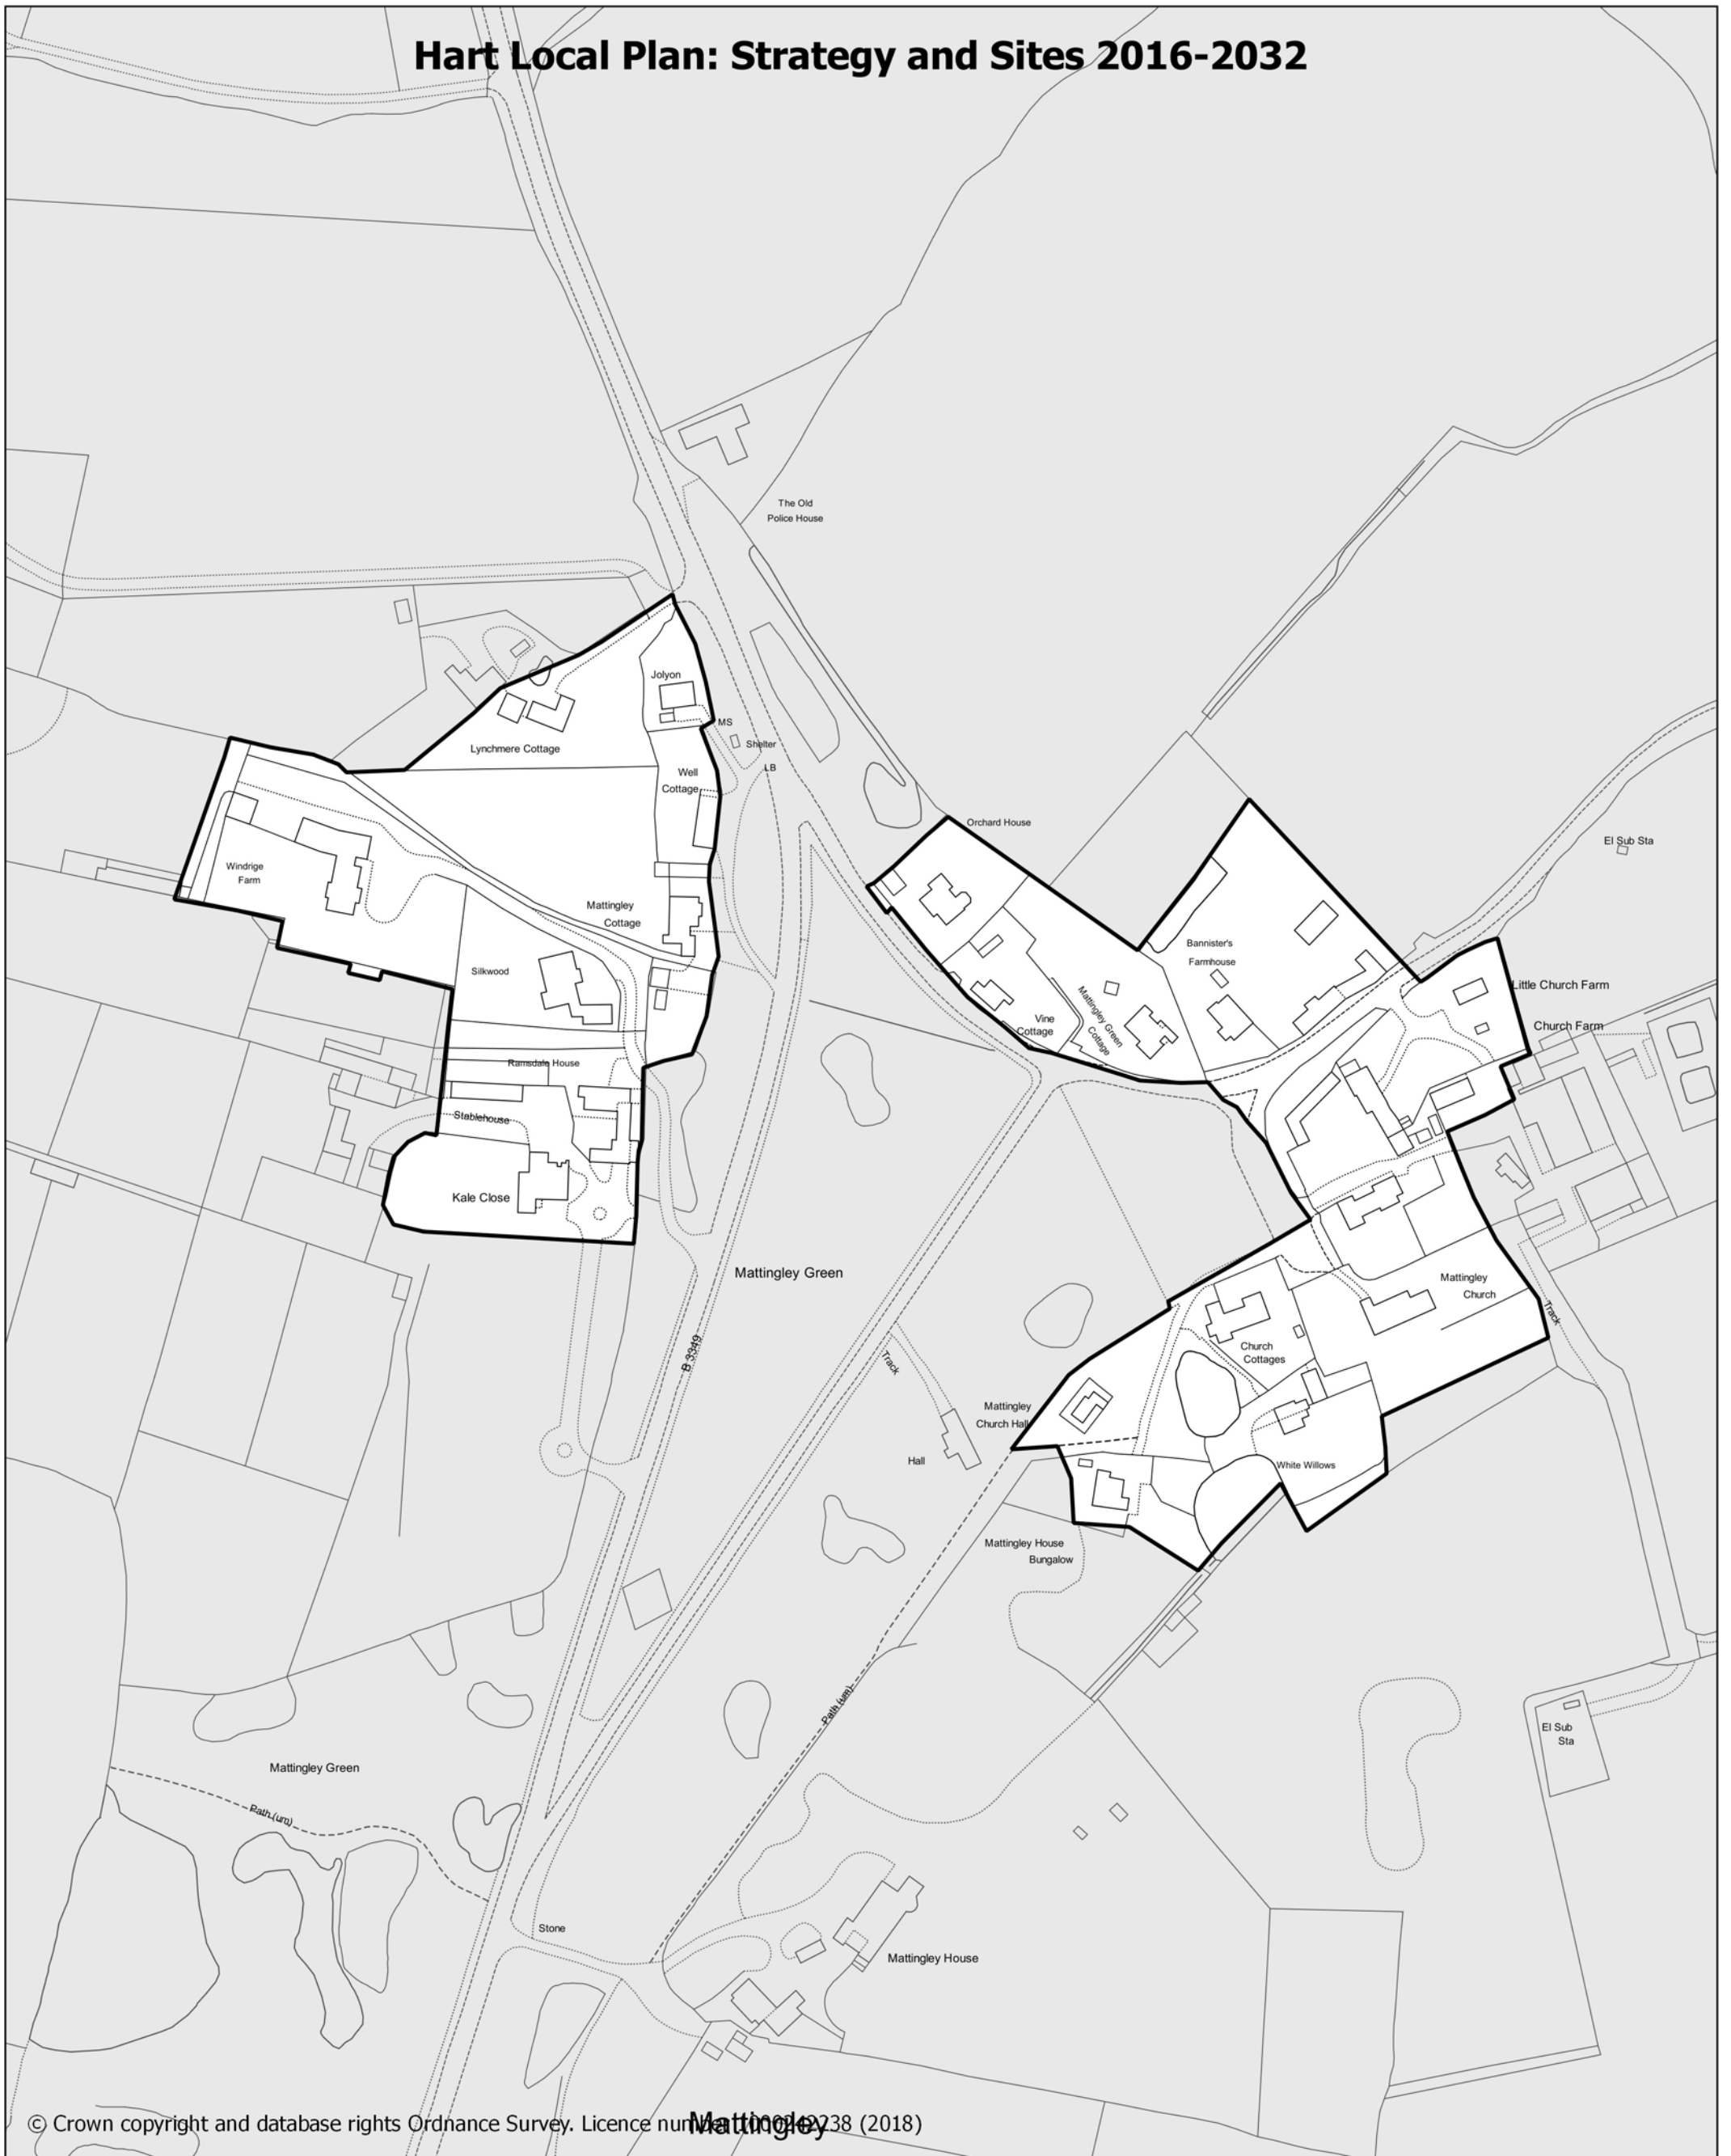 Hart Local Plan: Strategy and Sites 2016-2032
The Old
Police House
Jolyon
MS
Lynchmere Cottage
Shelter
LB
Well
Cottage
Orchard House
El Sub Sta
Windrige
Farm
Mattingley
Cottage
Bannister's
Farmhouse
Silkwood
Little Church Farm
Vine
Cottage
Mattingley Green
Cottage
Church Farm
Ramsdale House
Stablehouse
Kale Close
Mattingley Green
Mattingley
Church
Track
B 3349
Track
Church
Cottages
Mattingley
Church Hall
Hall
White Willows
Mattingley House
Bungalow
Path (um)
El Sub
Sta
Mattingley Green
Path (um)
Stone
Mattingley House
© Crown copyright and database rights Ordnance Survey. Licence number 1000242238 (2018)
Mattingley